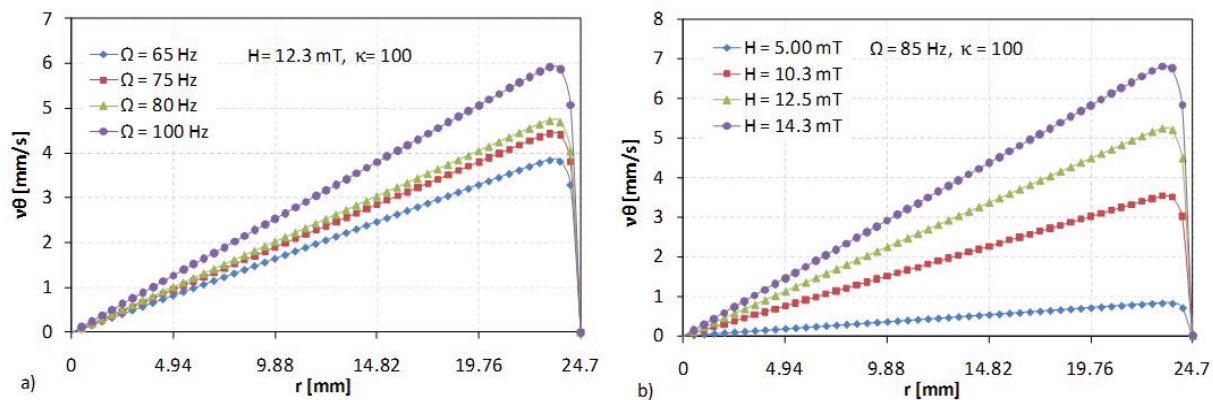 7
6
5
4
3
2
1
0
vθ [mm/s]
Ω = 65 Hz
Ω = 75 Hz
Ω = 80 Hz
Ω = 100 Hz
H = 12.3 mT, κ= 100
0 4.94 9.88 14.82 19.76 24.7
r [mm]
a)
8
7
6
5
4
3
2
1
0
vθ [mm/s]
H = 5.00 mT
H = 10.3 mT
H = 12.5 mT
H = 14.3 mT
Ω = 85 Hz, κ = 100
0 4.94 9.88 14.82 19.76 24.7
r [mm]
b)